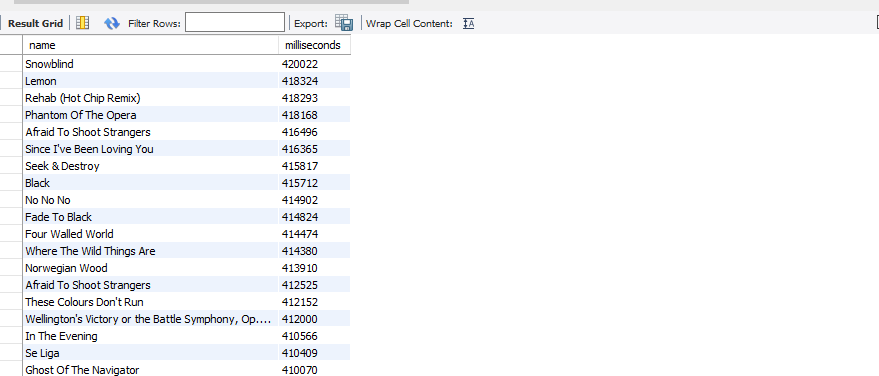 Result Grid Filter Rows: Export: Wrap Cell Content: IA
name milliseconds
Snowblind 420022
Lemon 418324
Rehab (Hot Chip Remix) 418293
Phantom Of The Opera 418168
Afraid To Shoot Strangers 416496
Since I've Been Loving You 416365
Seek & Destroy 415817
Black 415712
No No No 414902
Fade To Black 414824
Four Walled World 414474
Where The Wild Things Are 414380
Norwegian Wood 413910
Afraid To Shoot Strangers 412525
These Colours Don't Run 412152
Wellington's Victory or the Battle Symphony, Op.... 412000
In The Evening 410566
Se Liga 410409
Ghost Of The Navigator 410070